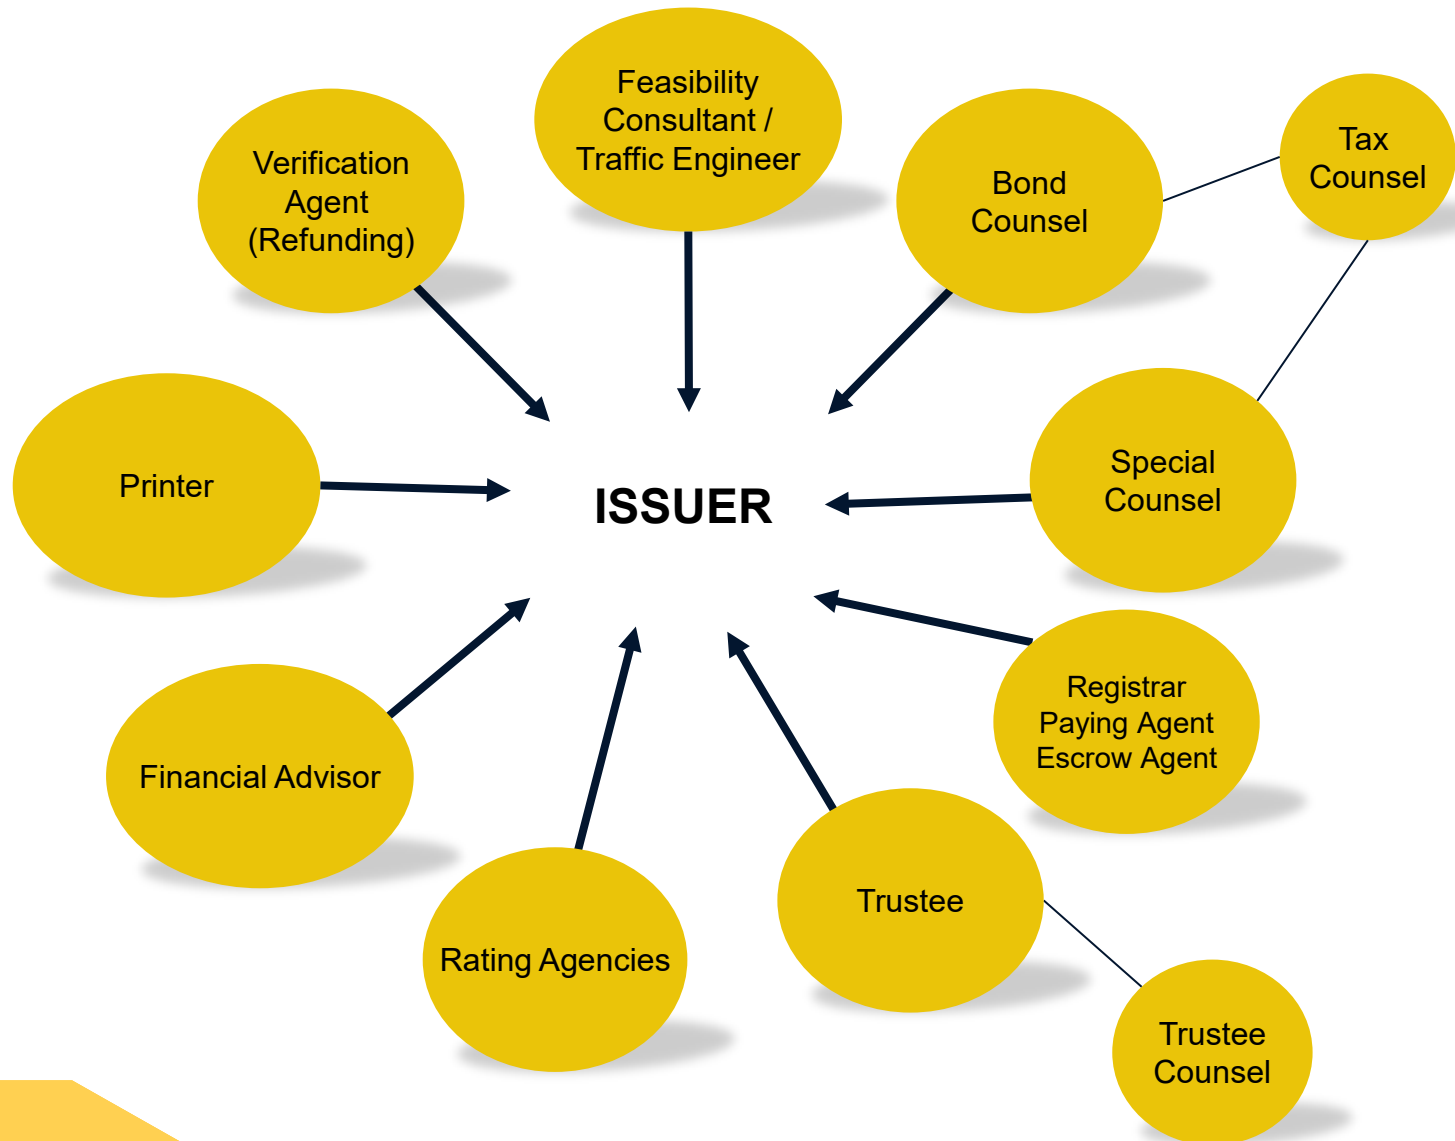 Feasibility
Consultant /
Traffic Engineer
Verification
Agent
(Refunding)
Bond
Counsel
Tax
Counsel
Printer
ISSUER
Special
Counsel
Financial Advisor
Registrar
Paying Agent
Escrow Agent
Rating Agencies
Trustee
Trustee
Counsel